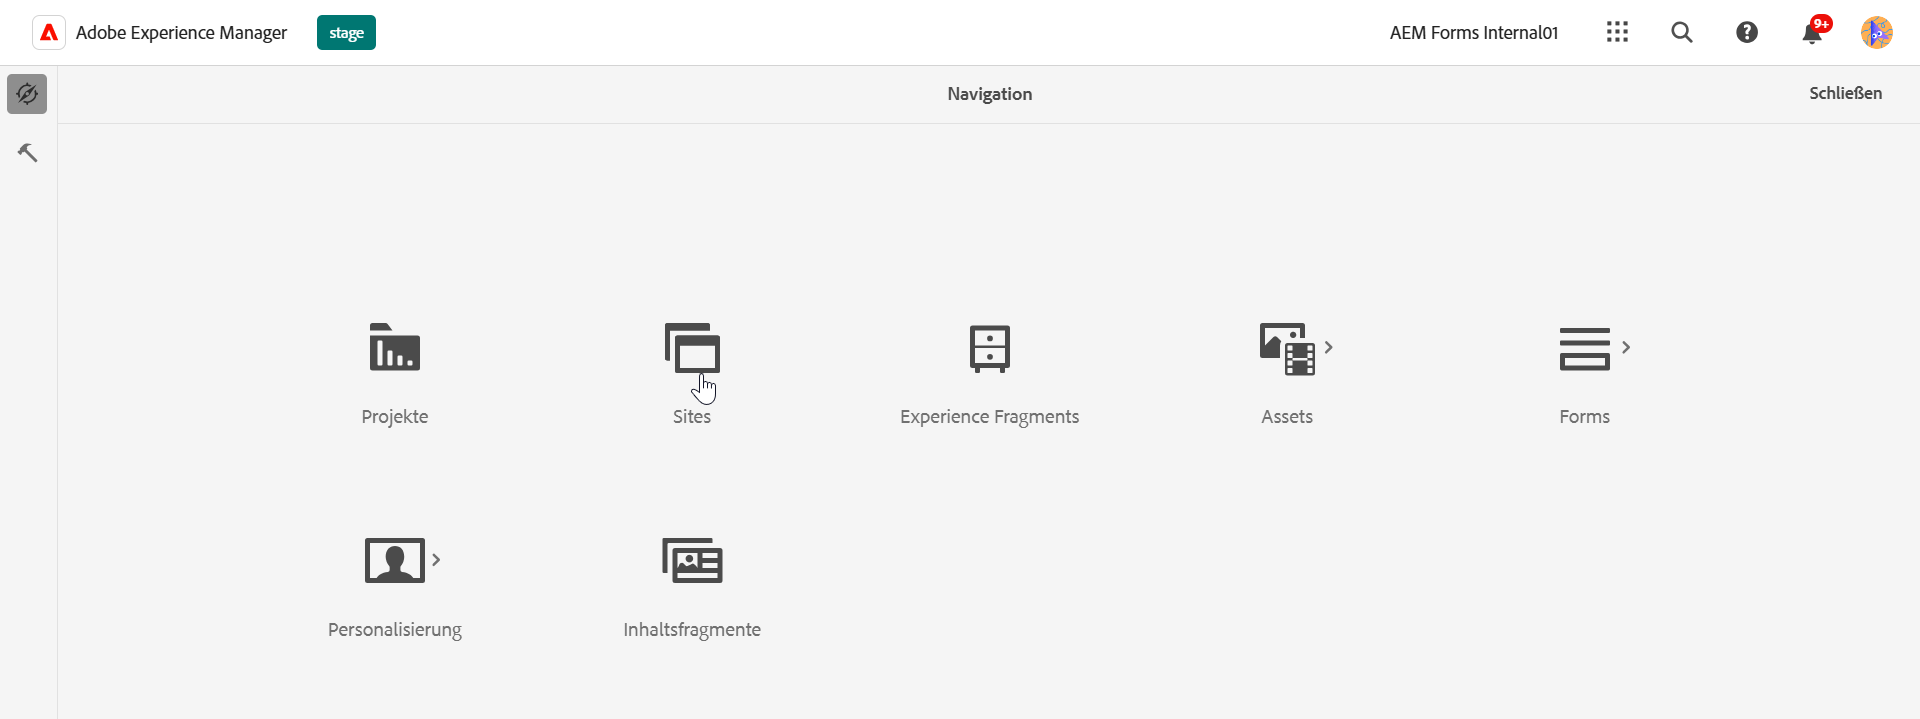 Adobe Experience Manager
stage
AEM Forms Internal01
9+
Navigation
Schließen
Projekte
Sites
Experience Fragments
Assets
Forms
Personalisierung
Inhaltsfragmente